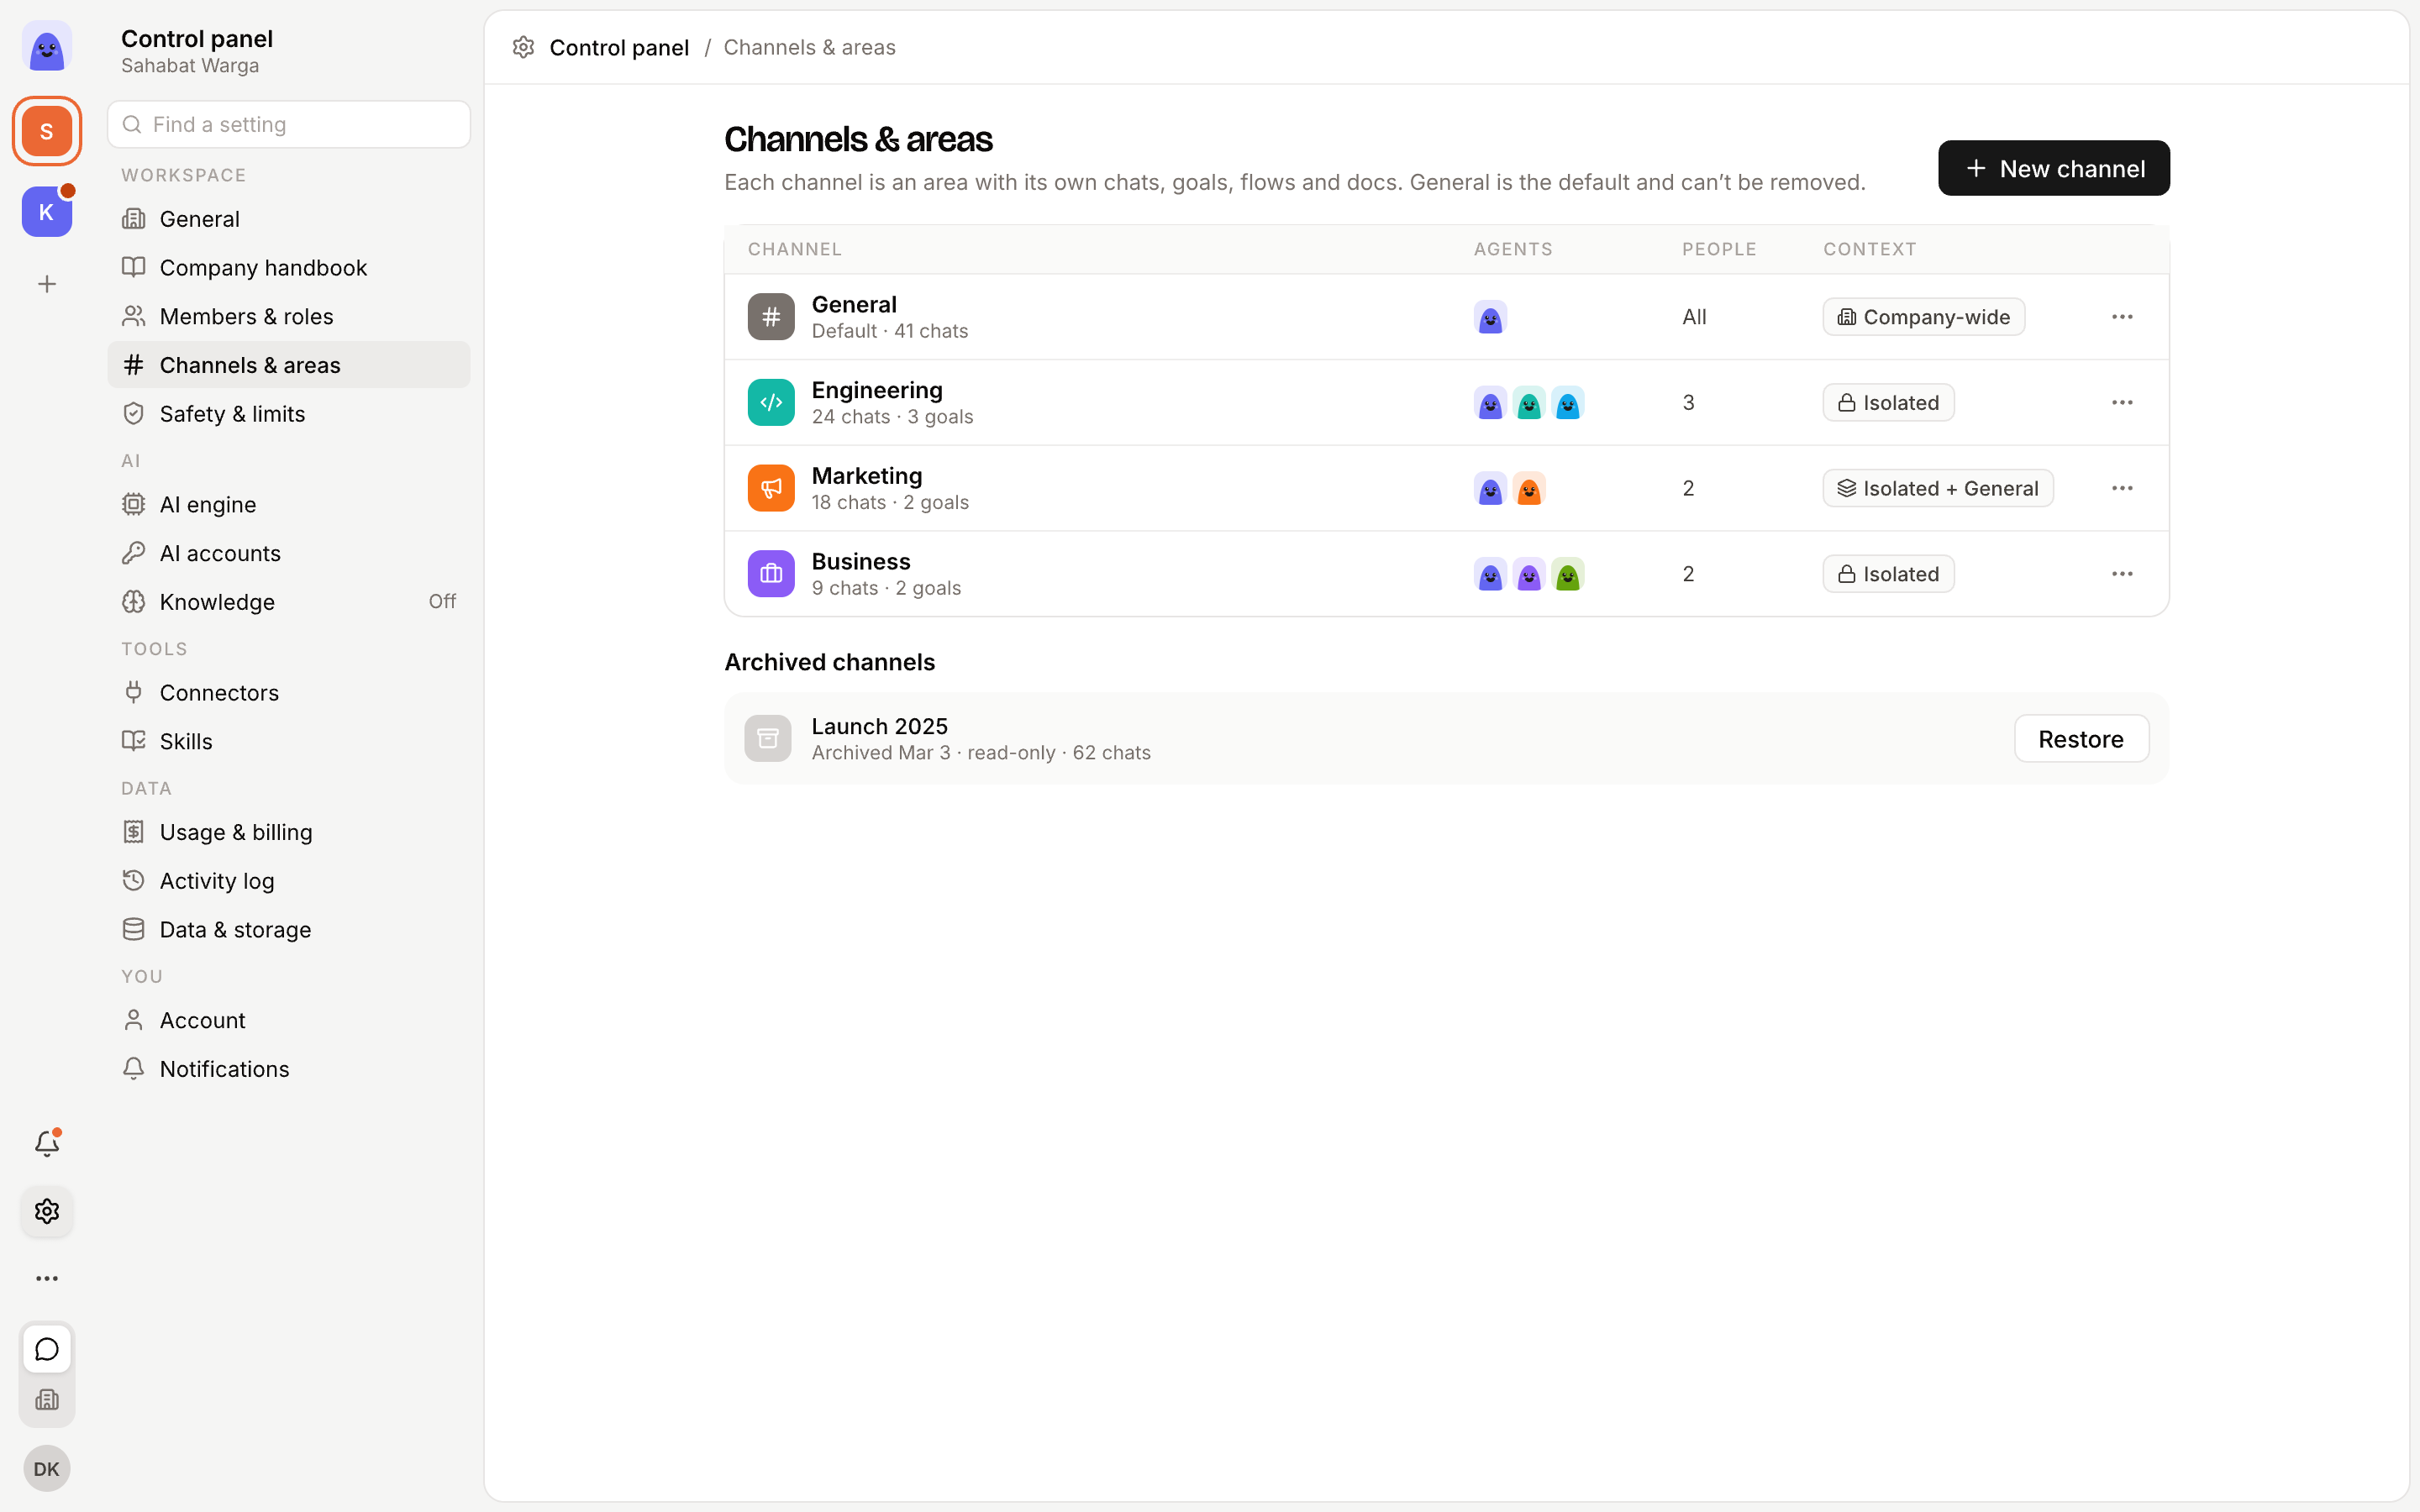 Control panel
Sahabat Warga
S
K
Find a setting
WORKSPACE
General
Company handbook
Members & roles
Channels & areas
Safety & limits
AI
AI engine
AI accounts
Knowledge Off
TOOLS
Connectors
Skills
DATA
Usage & billing
Activity log
Data & storage
YOU
Account
Notifications
DK
Control panel / Channels & areas
Channels & areas
Each channel is an area with its own chats, goals, flows and docs. General is the default and can’t be removed.
New channel
CHANNEL AGENTS PEOPLE CONTEXT
General
Default · 41 chats
All
Company-wide
Engineering
24 chats · 3 goals
3
Isolated
Marketing
18 chats · 2 goals
2
Isolated + General
Business
9 chats · 2 goals
2
Isolated
Archived channels
Launch 2025
Archived Mar 3 · read-only · 62 chats
Restore